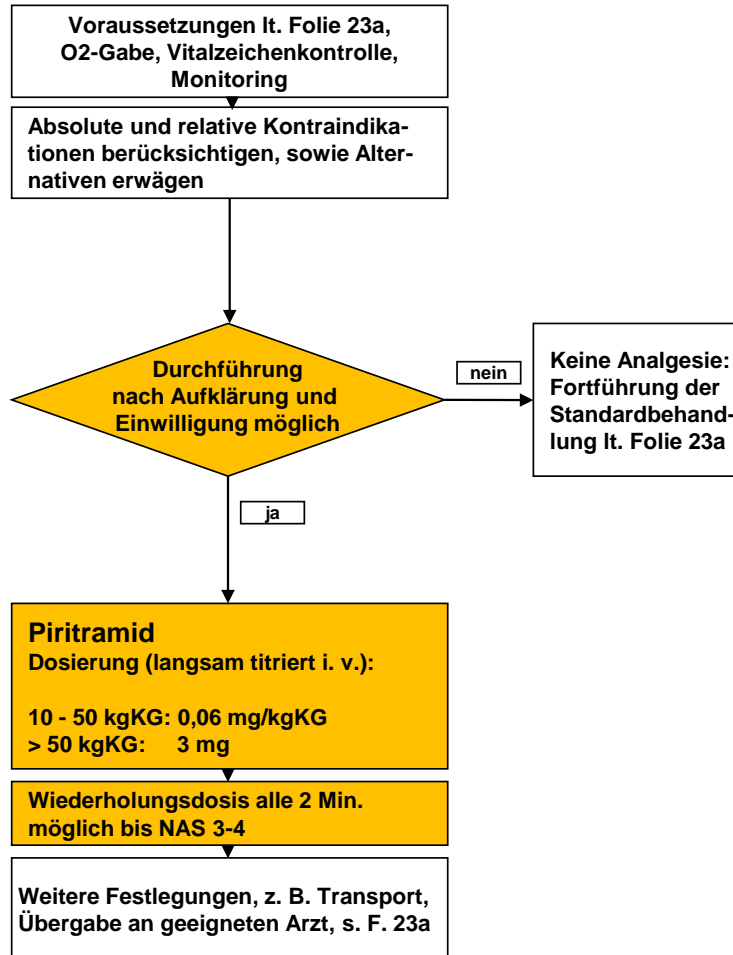 Voraussetzungen lt. Folie 23a,
O2-Gabe, Vitalzeichenkontrolle,
Monitoring
Absolute und relative Kontraindika-
tionen berücksichtigen, sowie Alter-
nativen erwägen
Durchführung
nach Aufklärung und
Einwilligung möglich
nein
Keine Analgesie:
Fortführung der
Standardbehand-
lung lt. Folie 23a
ja
Piritramid
Dosierung (langsam titriert i. v.):
10 - 50 kgKG: 0,06 mg/kgKG
> 50 kgKG: 3 mg
Wiederholungsdosis alle 2 Min.
möglich bis NAS 3-4
Weitere Festlegungen, z. B. Transport,
Übergabe an geeigneten Arzt, s. F. 23a